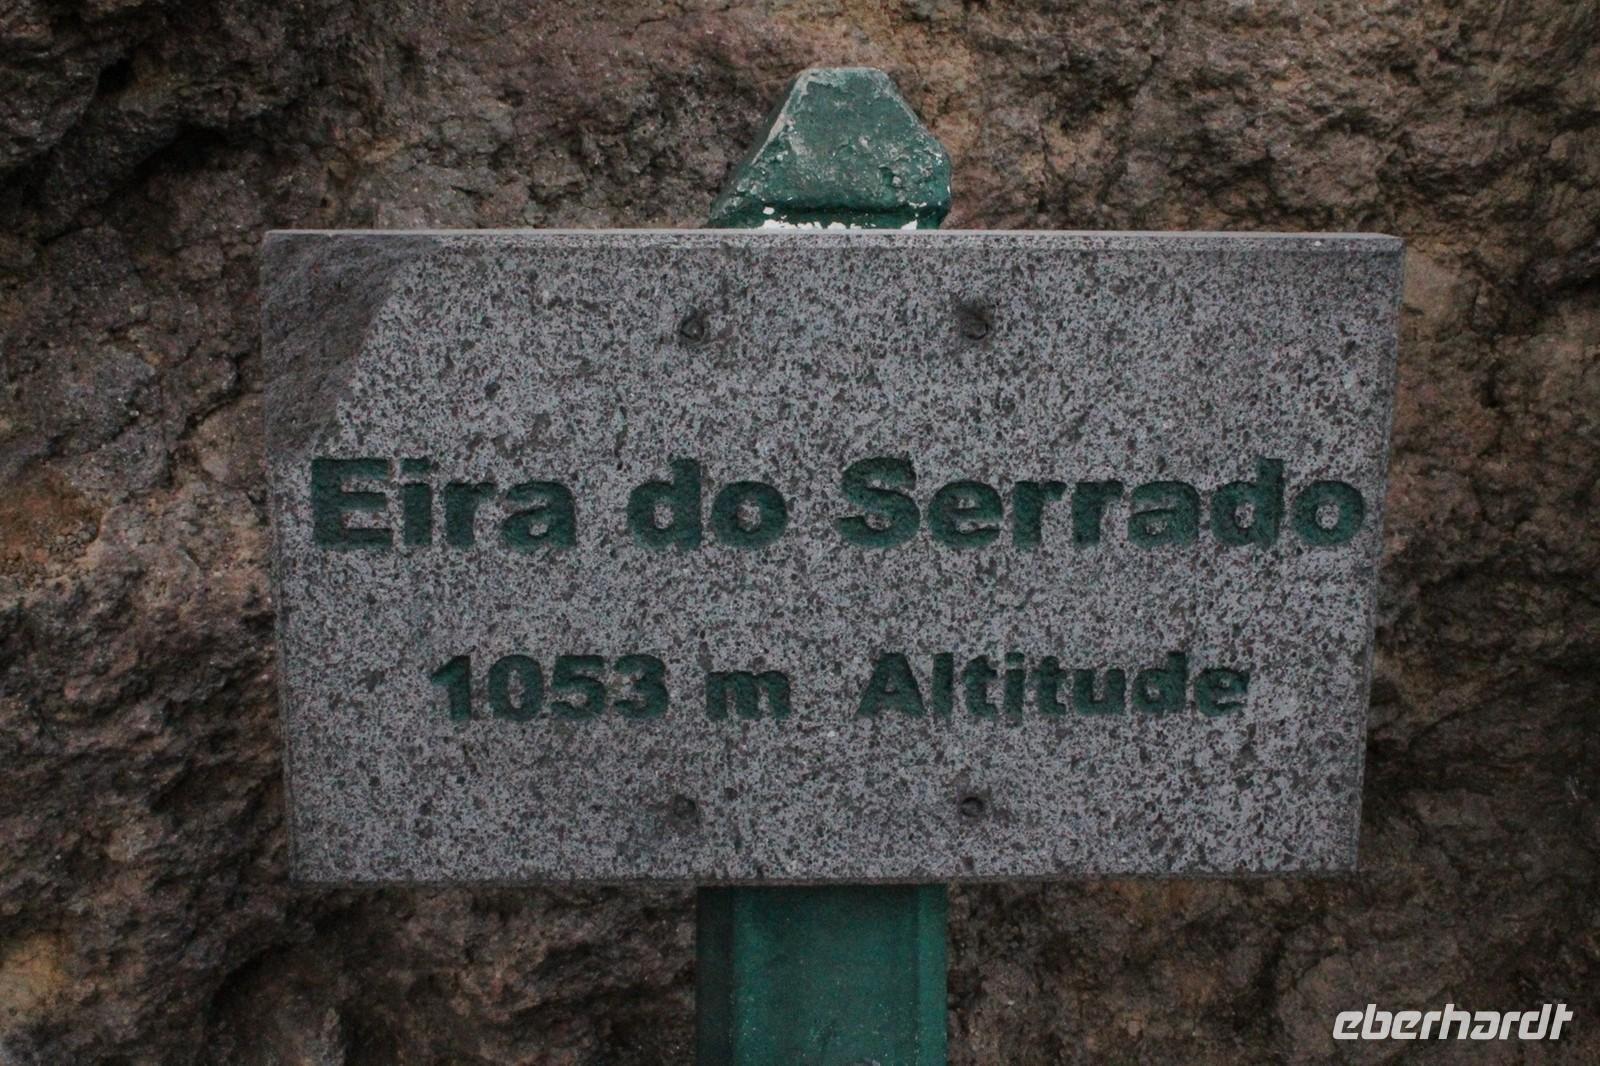 Eira do Serrado
1053 m Altitude
eberhardt